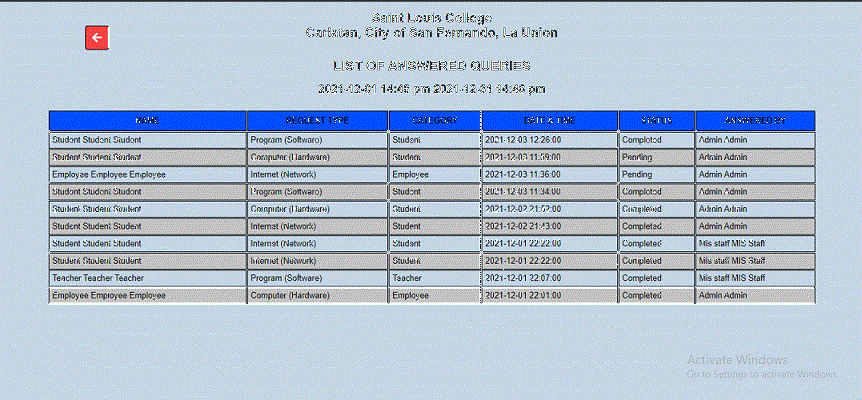 Saint Louis College
Carlatan, City of San Fernando, La Union
LIST OF ANSWERED QUERIES
2021-12-01 14:46 pm 2021-12-31 14:46 pm
NAME REQUEST TYPE CATEGORY DATE & TIME STATUS ANSWERED BY
Student Student Student Program (Software) Student 2021-12-03 12:26:00 Completed Admin Admin
Student Student Student Computer (Hardware) Student 2021-12-03 11:59:00 Pending Admin Admin
Employee Employee Employee Internet (Network) Employee 2021-12-03 11:36:00 Pending Admin Admin
Student Student Student Program (Software) Student 2021-12-03 11:34:00 Completed Admin Admin
Student Student Student Computer (Hardware) Student 2021-12-02 Completed Admin Admin
Student Student Student Internet (Network) Student 2021-12-02 21:43:00 Completed Admin Admin
Student Student Student Internet (Network) Student 2021-12-01 22:22:00 Completed Mis staff MIS Staff
Student Student Student Internet (Network) Student 2021-12-01 22:22:00 Completed Mis staff MIS Staff
Teacher Teacher Teacher Program (Software) Teacher 2021-12-01 22:07:00 Completed Mis staff MIS Staff
Employee Employee Employee Computer (Hardware) Employee 2021-12-01 22:01:00 Completed Admin Admin
Activate Windows
Go to Settings to activate Windows.